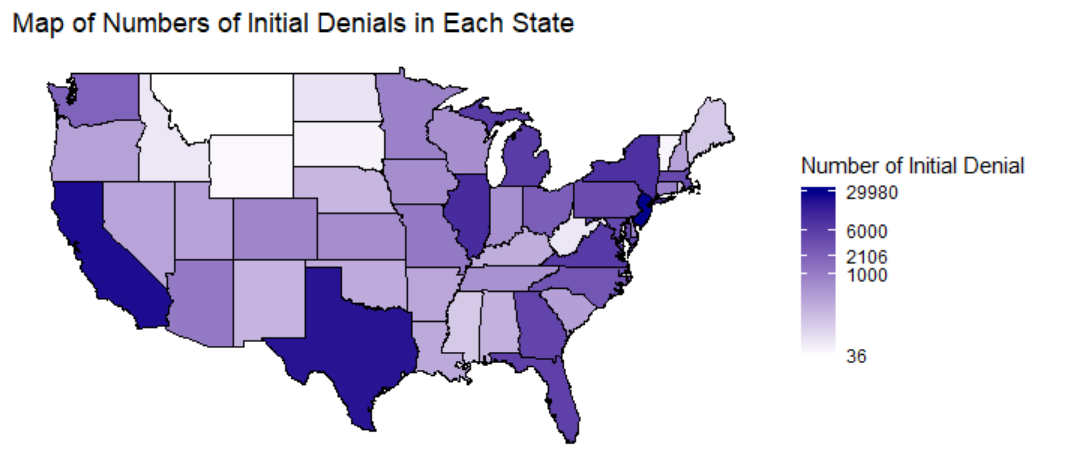 Map of Numbers of Initial Denials in Each State
Number of Initial Denial
29980
6000
2106
1000
36